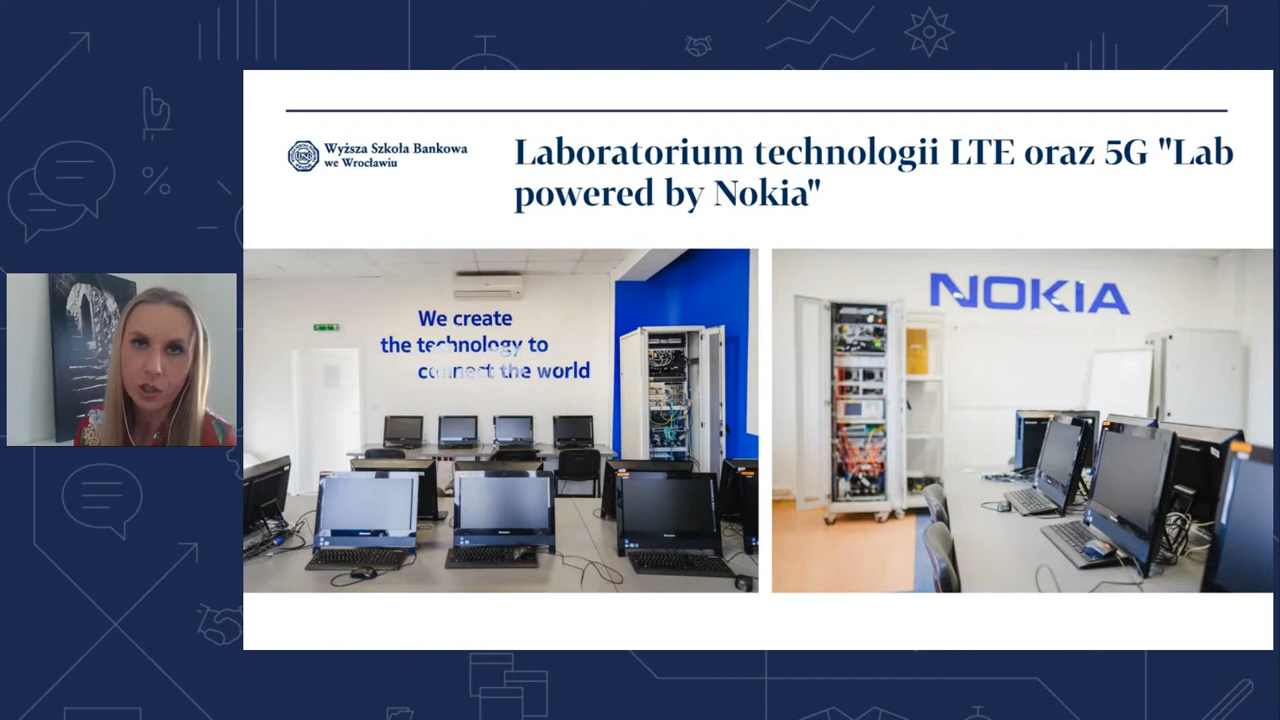 Wyższa Szkoła Bankowa
we Wrocławiu
Laboratorium technologii LTE oraz 5G "Lab
powered by Nokia"
We create
the technology to
connect the world
NOKIA